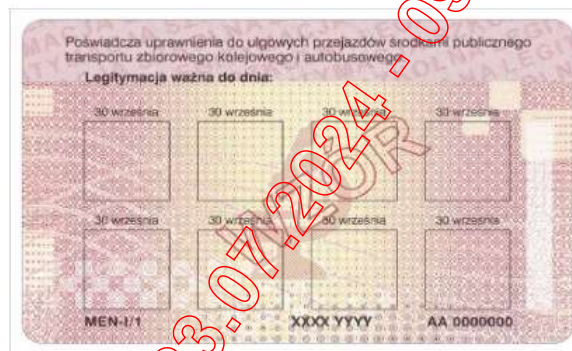 Poświadcza uprawnienia do ulgowych przejazdów środkami publicznego
transportu zbiorowego kolejowego i autobusowego.
Legitymacja ważna do dnia:
30 września 30 września 30 września 30 września
30 września 30 września 30 września 30 września
WZÓR
MEN-I/1 XXXX YYYY AA 0000000
03.07.2024 - 09